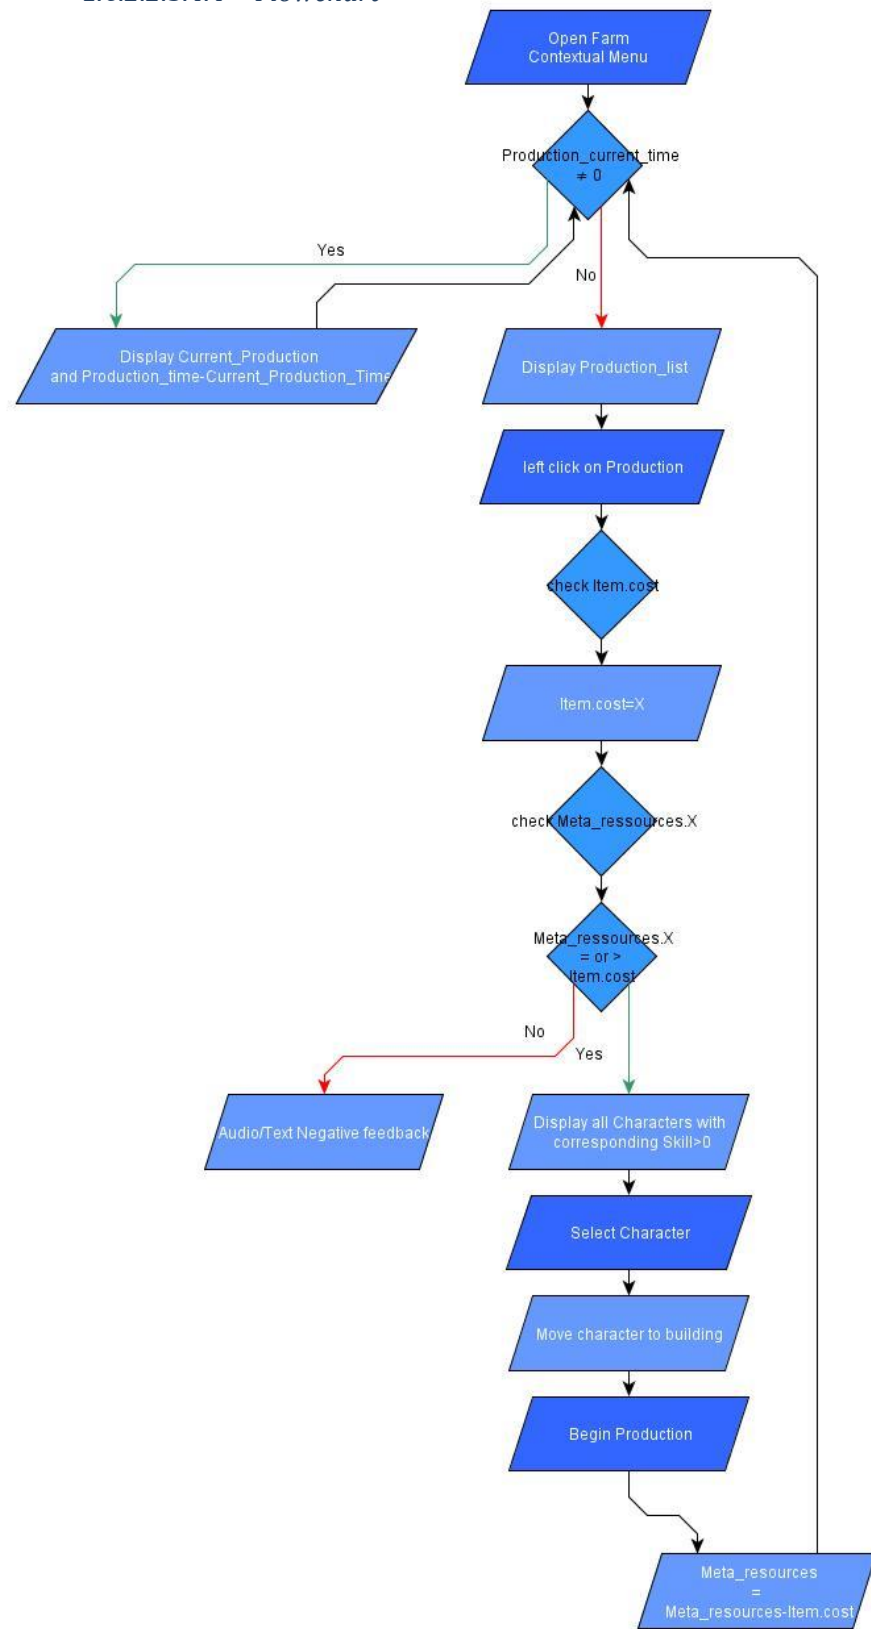 Open Farm
Contextual Menu
Production_current_time
≠ 0
Yes
No
Display Current_Production
and Production_time-Current_Production_Time
Display Production_list
left click on Production
check Item.cost
Item.cost=X
check Meta_ressources.X
Meta_ressources.X
= or >
Item.cost
No
Yes
Audio/Text Negative feedback
Display all Characters with
corresponding Skill>0
Select Character
Move character to building
Begin Production
Meta_resources
=
Meta_resources-Item.cost